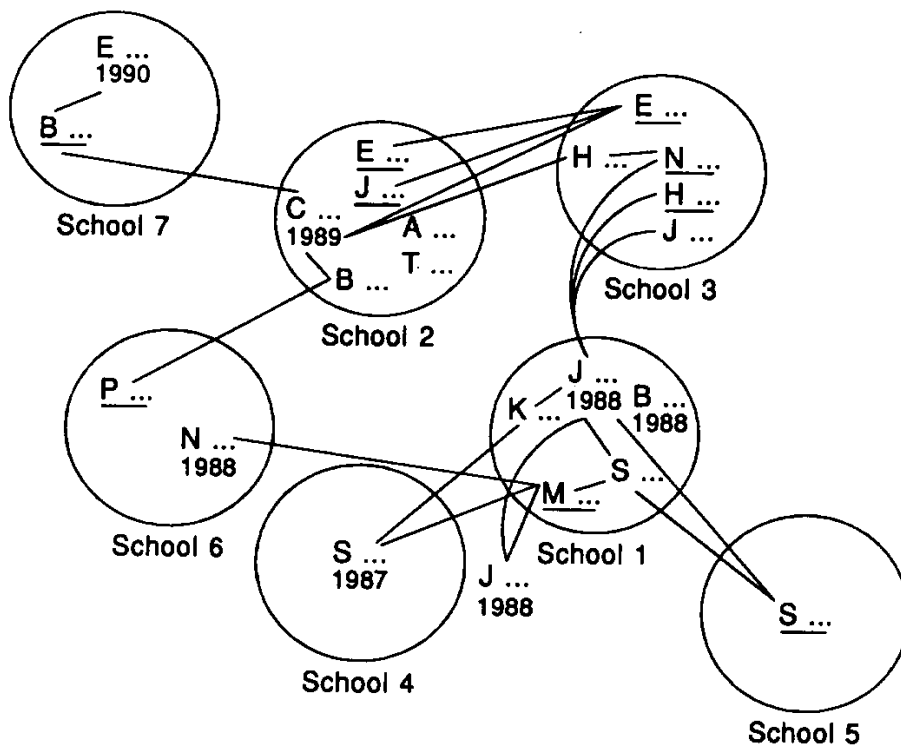 E ...
1990
B ...
School 7
E ...
J ...
C ...
1989
A ...
T ...
B ...
School 2
E ...
H ...
N ...
H ...
J ...
School 3
P ...
N ...
1988
School 6
J ...
1988
B ...
1988
K ...
S ...
M ...
School 1
S ...
1987
School 4
J ...
1988
S ...
School 5